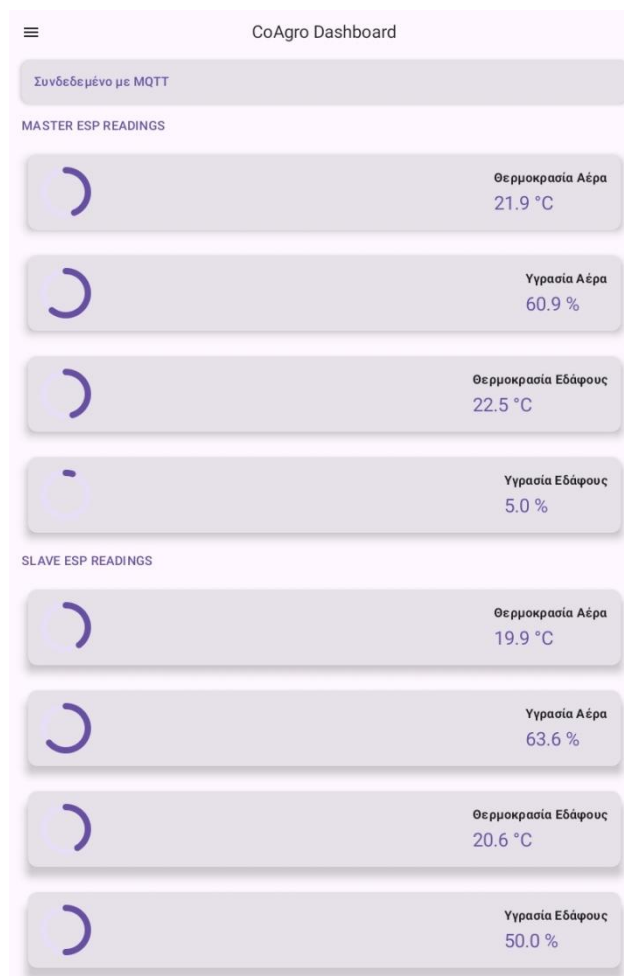 CoAgro Dashboard
Συνδεδεμένο με MQTT
MASTER ESP READINGS
Θερμοκρασία Αέρα
21.9 °C
Υγρασία Αέρα
60.9 %
Θερμοκρασία Εδάφους
22.5 °C
Υγρασία Εδάφους
5.0 %
SLAVE ESP READINGS
Θερμοκρασία Αέρα
19.9 °C
Υγρασία Αέρα
63.6 %
Θερμοκρασία Εδάφους
20.6 °C
Υγρασία Εδάφους
50.0 %